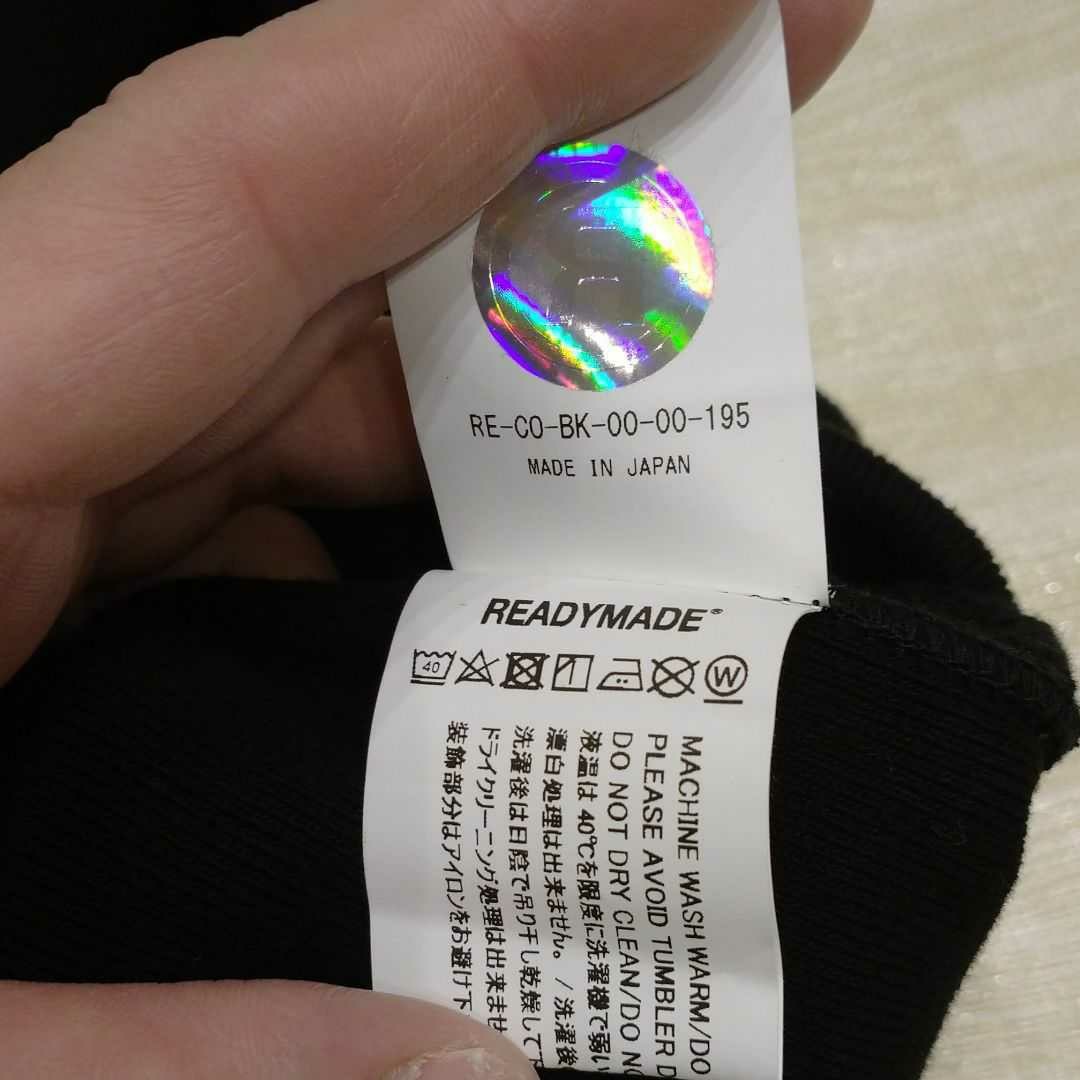 RE-CO-BK-00-00-195
MADE IN JAPAN
READYMADE®
40 W
MACHINE WASH WARM/DO
PLEASE AVOID TUMBLER D
DO NOT DRY CLEAN/DO NO
液温は 40℃を限度に洗濯機で弱い
漂白処理は出来ません。/ 洗濯後
洗濯後は日陰で吊り干し乾燥して下
ドライクリーニング処理は出来ませ
装飾部分はアイロンをお避け下